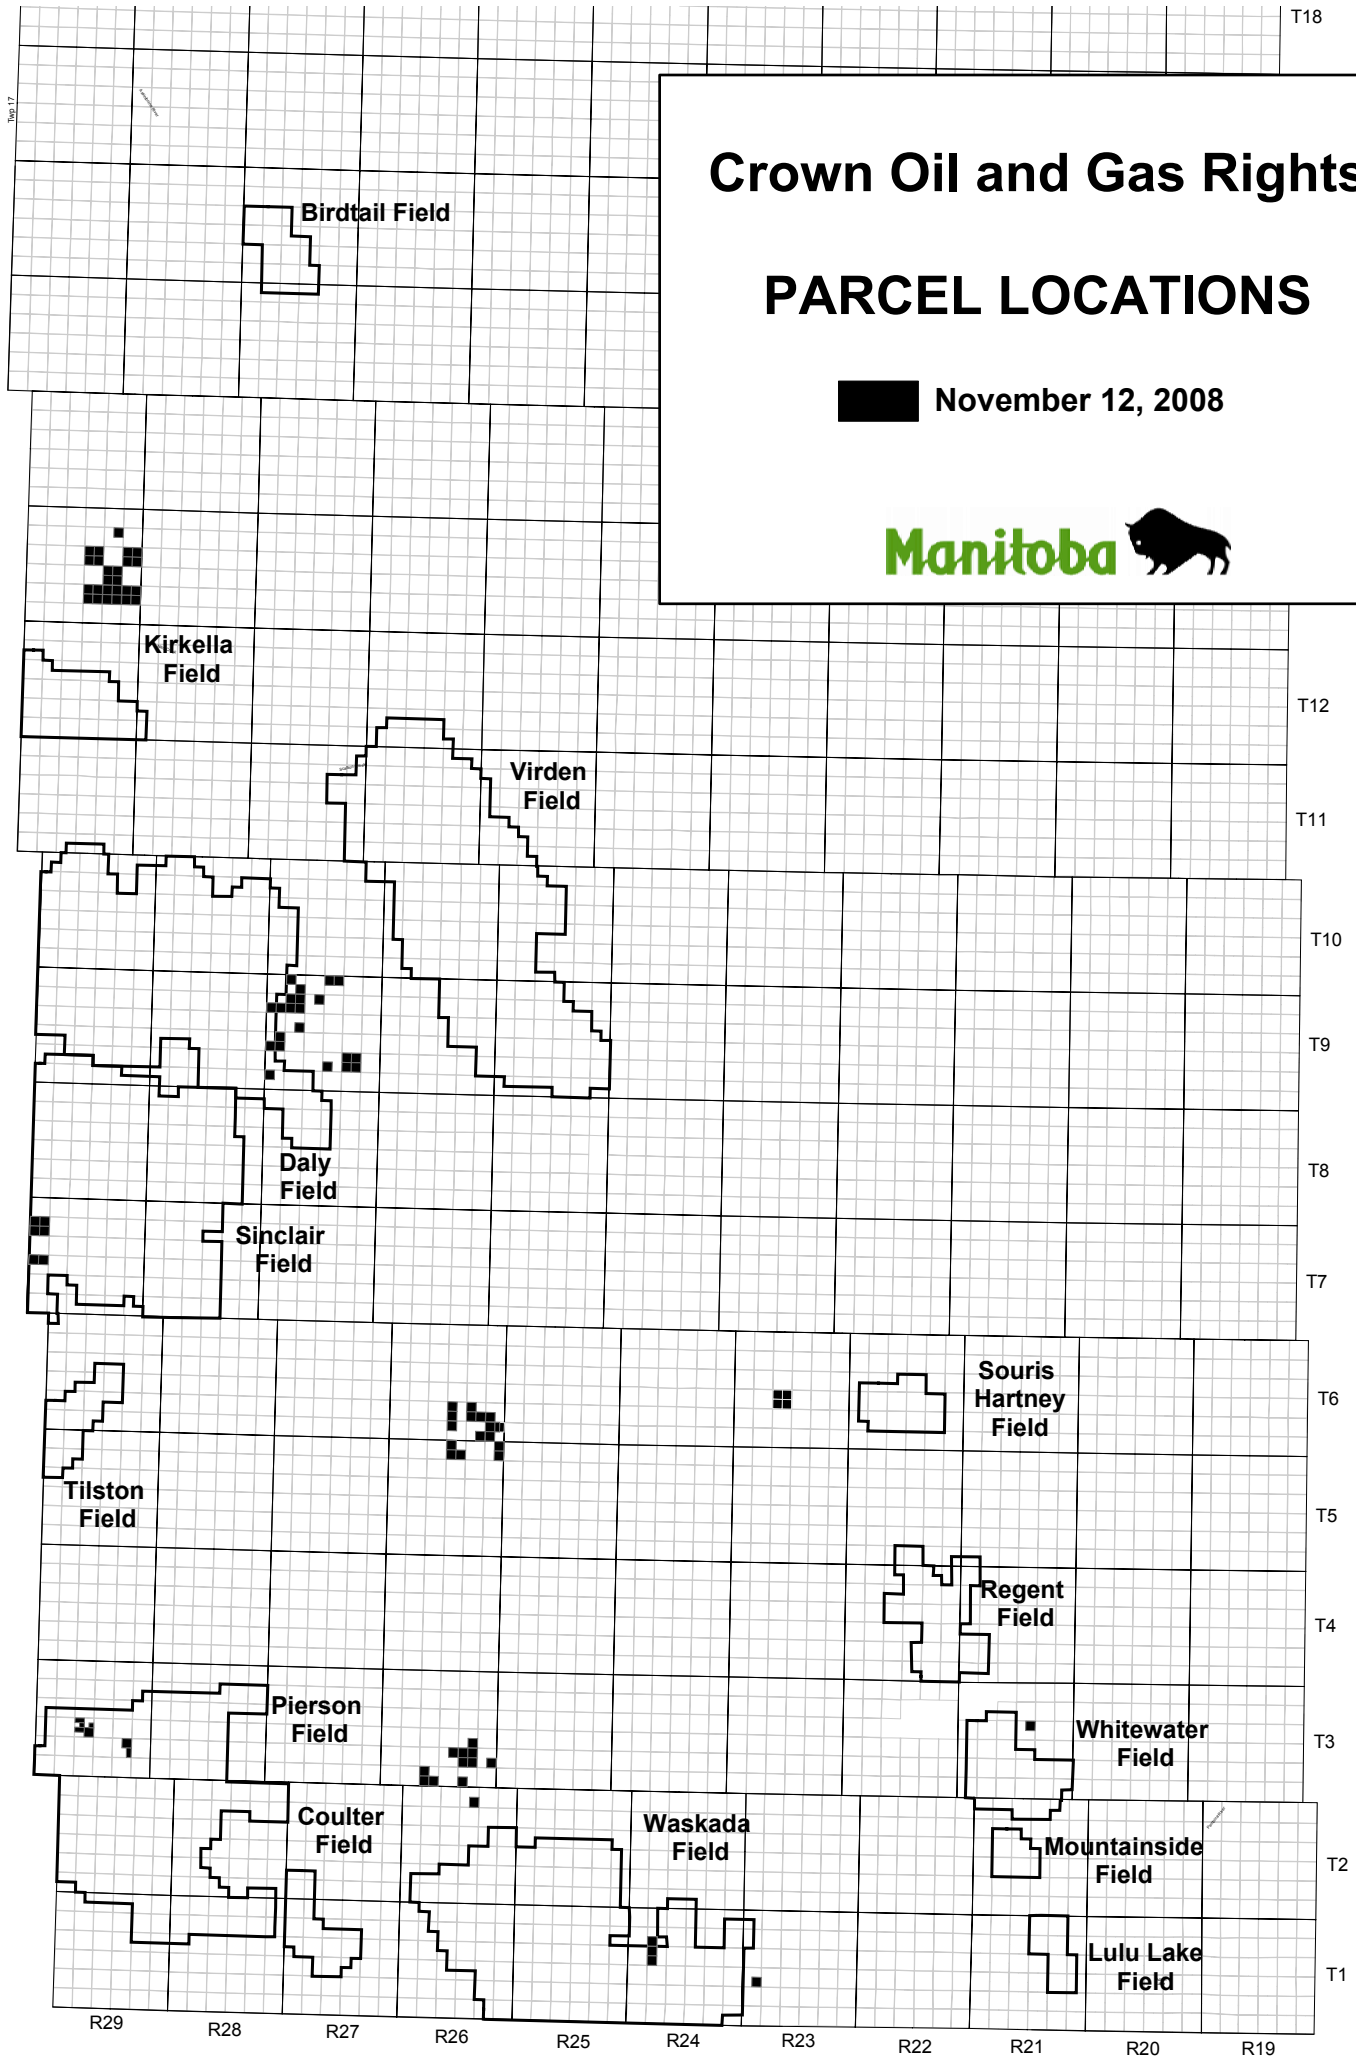 T18
Twp 17
Crown Oil and Gas Rights
Birdtail Field
PARCEL LOCATIONS
November 12, 2008
Manitoba
Kirkella
Field
T12
Virden
Field
T11
T10
T9
Daly
Field
T8
Sinclair
Field
T7
Souris
Hartney
Field
T6
Tilston
Field
T5
Regent
Field
T4
Pierson
Field
Whitewater
Field
T3
Coulter
Field
Waskada
Field
Mountainside
Field
T2
Lulu Lake
Field
T1
R29
R28
R27
R26
R25
R24
R23
R22
R21
R20
R19